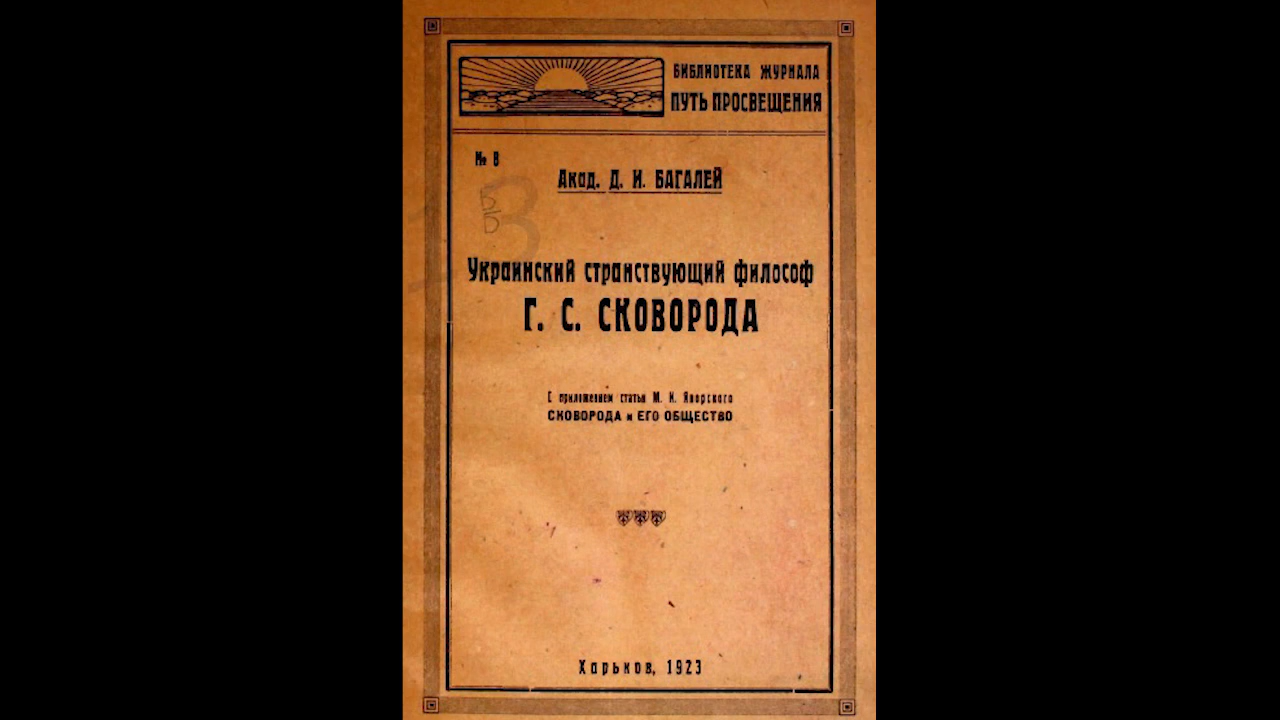 БИБЛИОТЕКА ЖУРНАЛА
ПУТЬ ПРОСВЕЩЕНИЯ
№ 8
Акад. Д. И. БАГАЛЕЙ
Украинский странствующий философ
Г. С. СКОВОРОДА
С приложением статьи М. И. Яворского
СКОВОРОДА и ЕГО ОБЩЕСТВО
Харьков, 1923